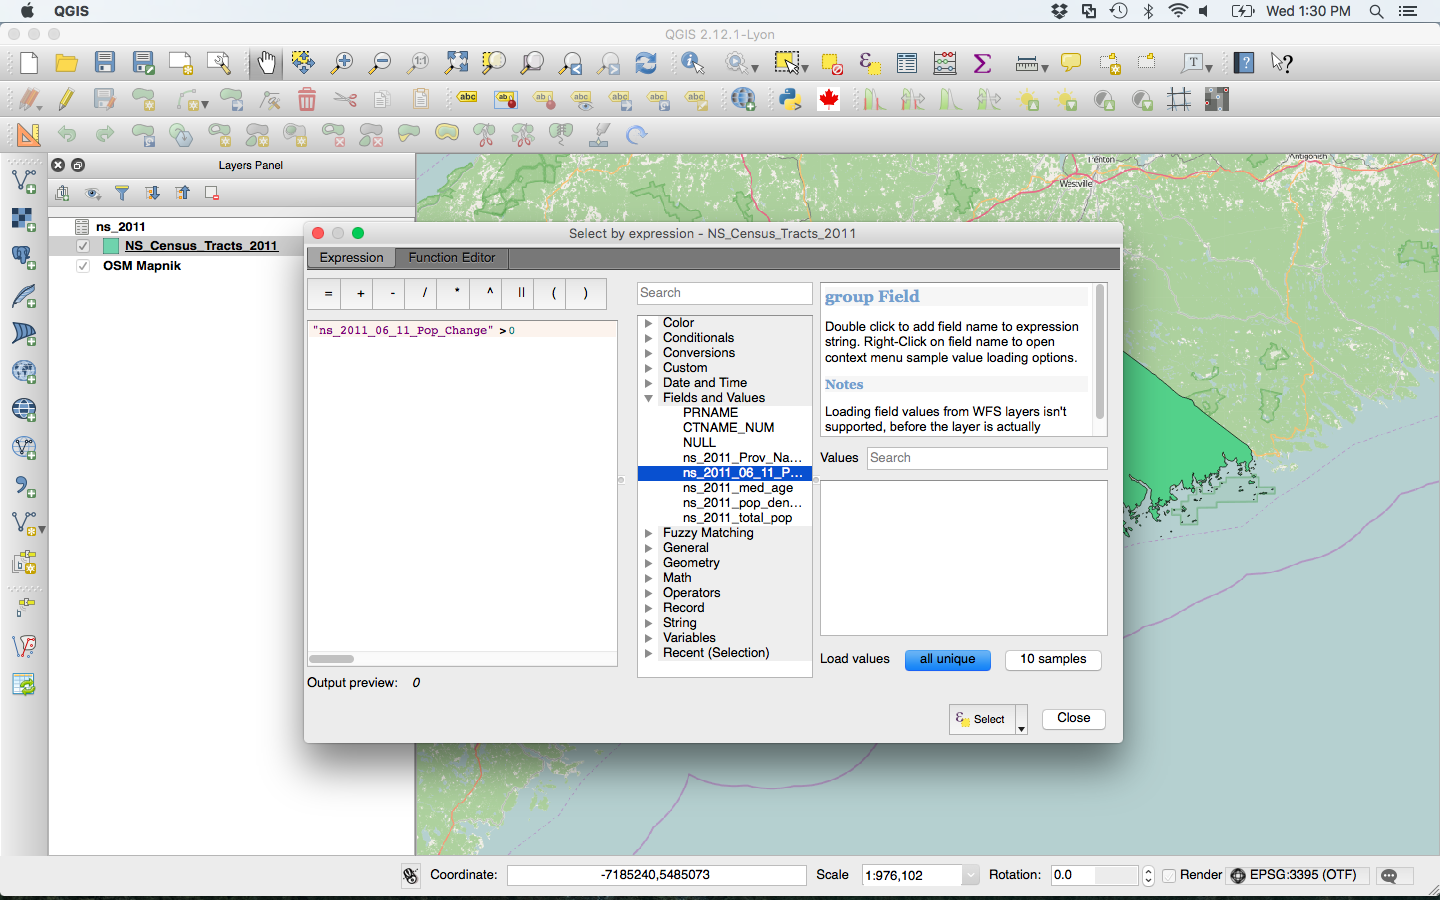 QGIS
Wed 1:30 PM
QGIS 2.12.1-Lyon
Layers Panel
ns_2011
NS_Census_Tracts_2011
OSM Mapnik
Trenton
Westville
Antigonish
Select by expression - NS_Census_Tracts_2011
Expression
Function Editor
= + - / * ^ || ( )
"ns_2011_06_11_Pop_Change" >0
Output preview: 0
Search
Color
Conditionals
Conversions
Custom
Date and Time
Fields and Values
PRNAME
CTNAME_NUM
NULL
ns_2011_Prov_Na...
ns_2011_06_11_P...
ns_2011_med_age
ns_2011_pop_den...
ns_2011_total_pop
Fuzzy Matching
General
Geometry
Math
Operators
Record
String
Variables
Recent (Selection)
group Field
Double click to add field name to expression
string. Right-Click on field name to open
context menu sample value loading options.
Notes
Loading field values from WFS layers isn't
supported, before the layer is actually
Values
Search
Load values
all unique
10 samples
Select
Close
Coordinate: -7185240,5485073
Scale 1:976,102
Rotation: 0.0
Render
EPSG:3395 (OTF)